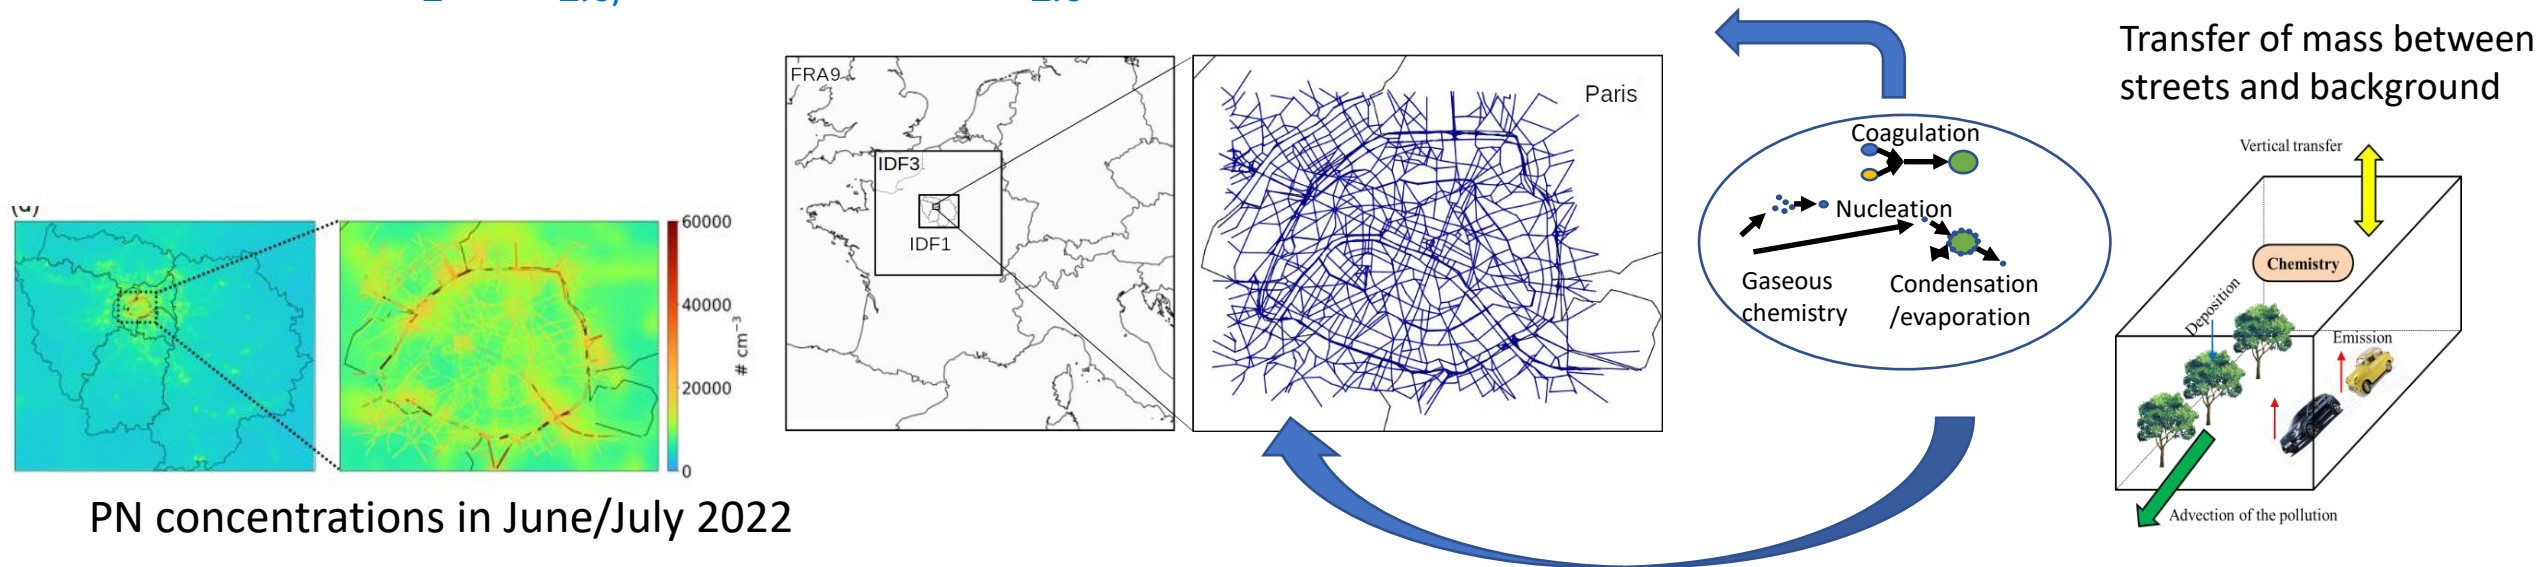 Transfer of mass between
streets and background
FRA9
IDF3
IDF1
Paris
Coagulation
Nucleation
Gaseous
chemistry
Condensation
/evaporation
Vertical transfer
Chemistry
Deposition
Emission
Advection of the pollution
60000
40000
20000
0
# cm⁻³
PN concentrations in June/July 2022